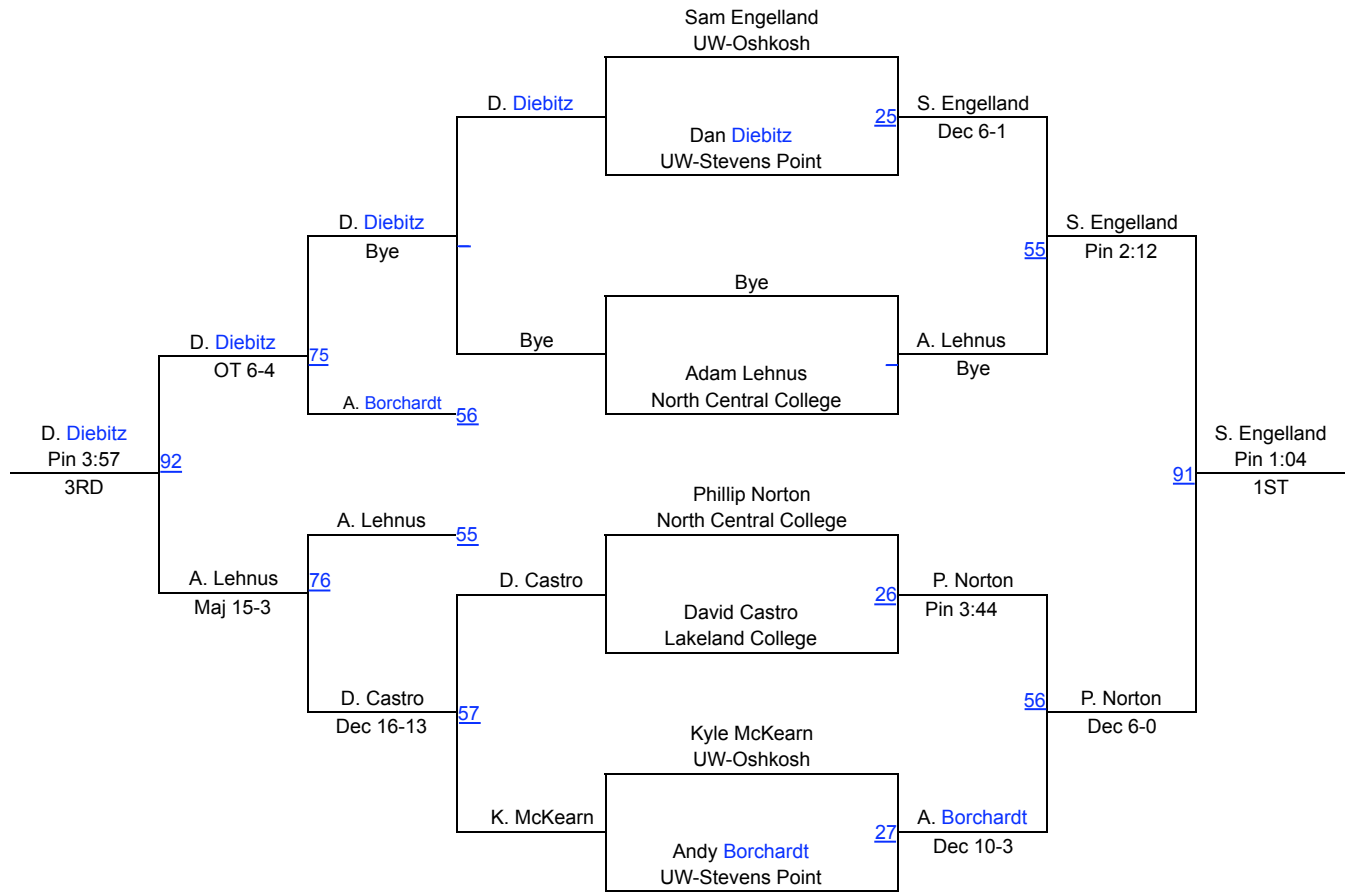 Sam Engelland
UW-Oshkosh
D. Diebitz
25
S. Engelland
Dec 6-1
Dan Diebitz
UW-Stevens Point
D. Diebitz
Bye
–
S. Engelland
Pin 2:12
55
Bye
Bye
A. Lehnus
Bye
–
Adam Lehnus
North Central College
D. Diebitz
OT 6-4
75
A. Borchardt
56
D. Diebitz
Pin 3:57
3RD
92
S. Engelland
Pin 1:04
1ST
91
Phillip Norton
North Central College
A. Lehnus
55
A. Lehnus
Maj 15-3
76
D. Castro
26
P. Norton
Pin 3:44
David Castro
Lakeland College
D. Castro
Dec 16-13
57
56
P. Norton
Dec 6-0
Kyle McKearn
UW-Oshkosh
K. McKearn
27
A. Borchardt
Dec 10-3
Andy Borchardt
UW-Stevens Point